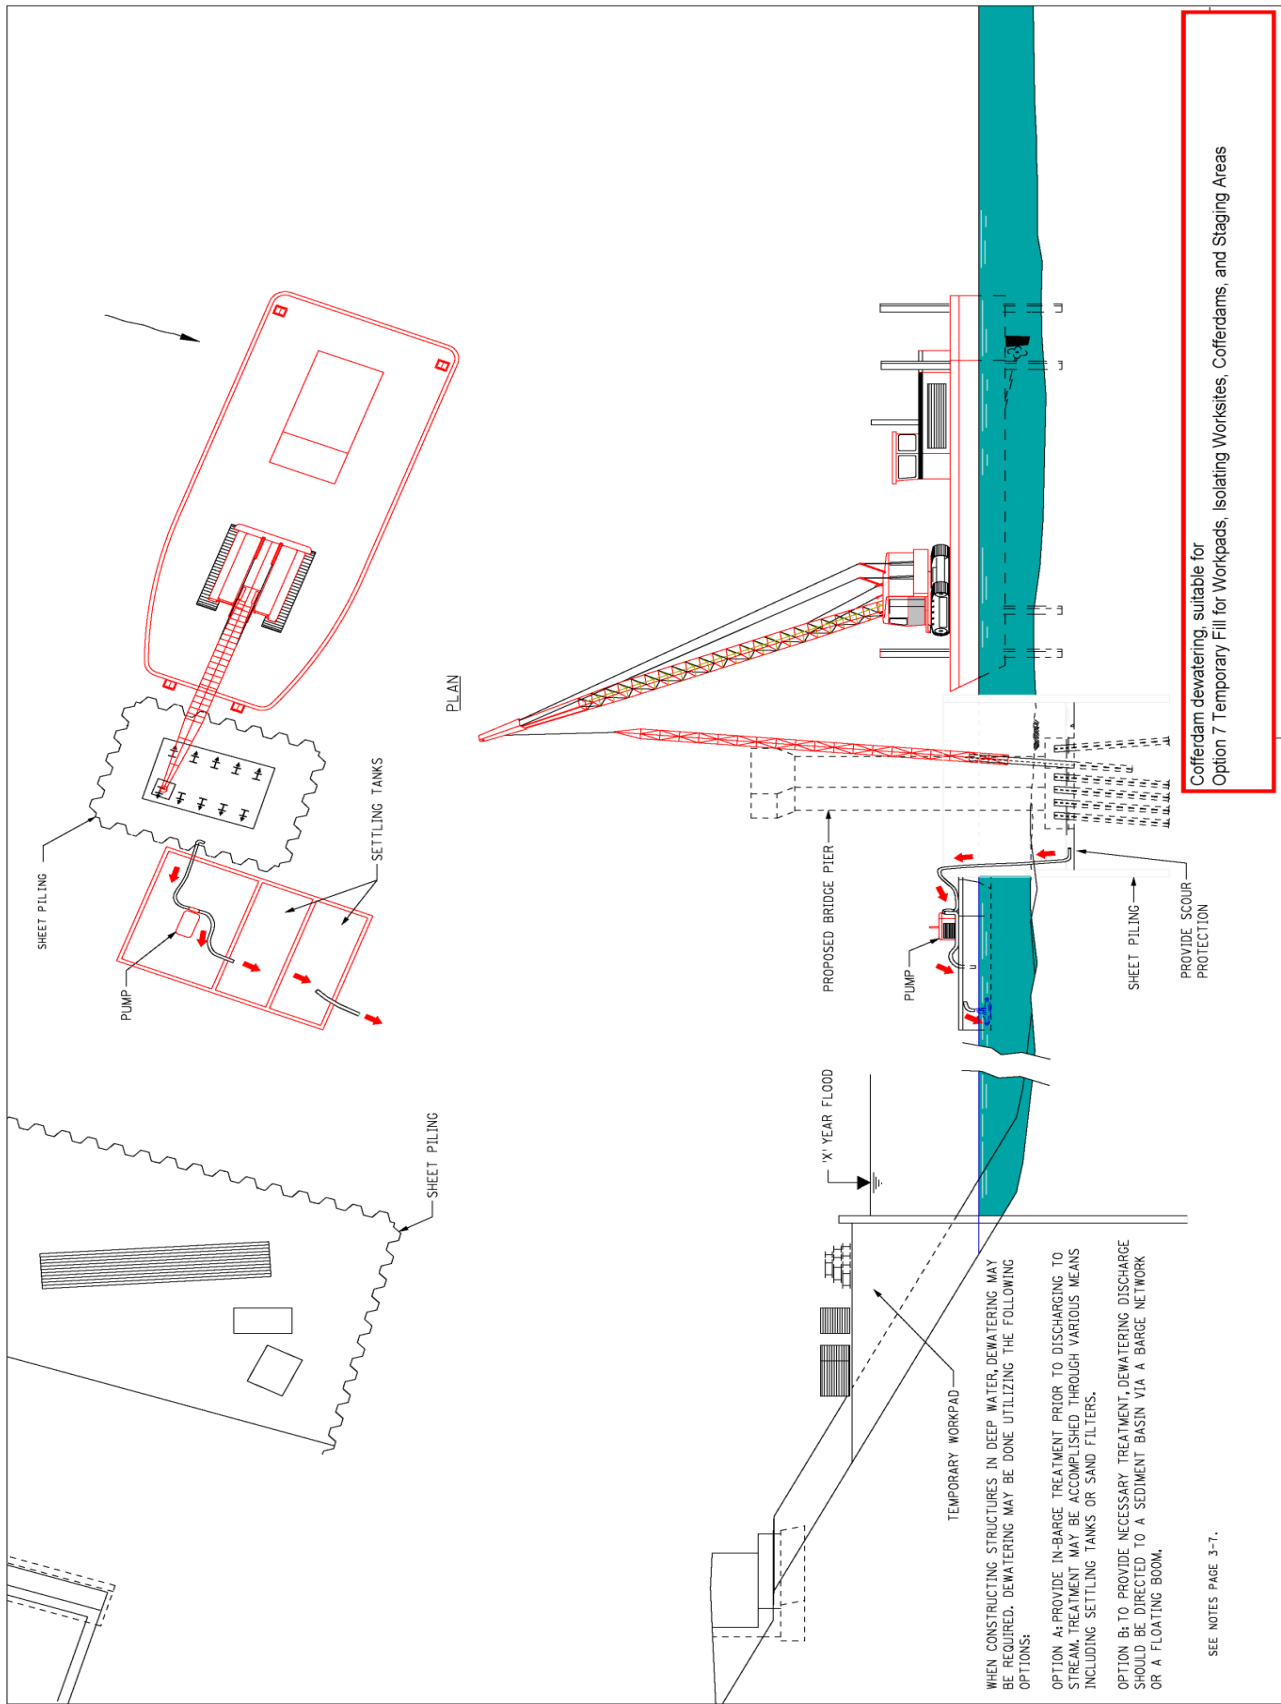 SHEET PILING
PUMP
SETTLING TANKS
SHEET PILING
PLAN
'X' YEAR FLOOD
PROPOSED BRIDGE PIER
PUMP
SHEET PILING
PROVIDE SCOUR
PROTECTION
TEMPORARY WORKPAD
WHEN CONSTRUCTING STRUCTURES IN DEEP WATER, DEWATERING MAY
BE REQUIRED. DEWATERING MAY BE DONE UTILIZING THE FOLLOWING
OPTIONS:
OPTION A: PROVIDE IN-BARGE TREATMENT PRIOR TO DISCHARGING TO
STREAM. TREATMENT MAY BE ACCOMPLISHED THROUGH VARIOUS MEANS
INCLUDING SETTLING TANKS OR SAND FILTERS.
OPTION B: TO PROVIDE NECESSARY TREATMENT, DEWATERING DISCHARGE
SHOULD BE DIRECTED TO A SEDIMENT BASIN VIA A BARGE NETWORK
OR A FLOATING BOOM.
SEE NOTES PAGE 3-7.
Cofferdam dewatering, suitable for
Option 7 Temporary Fill for Workpads, Isolating Worksites, Cofferdams, and Staging Areas